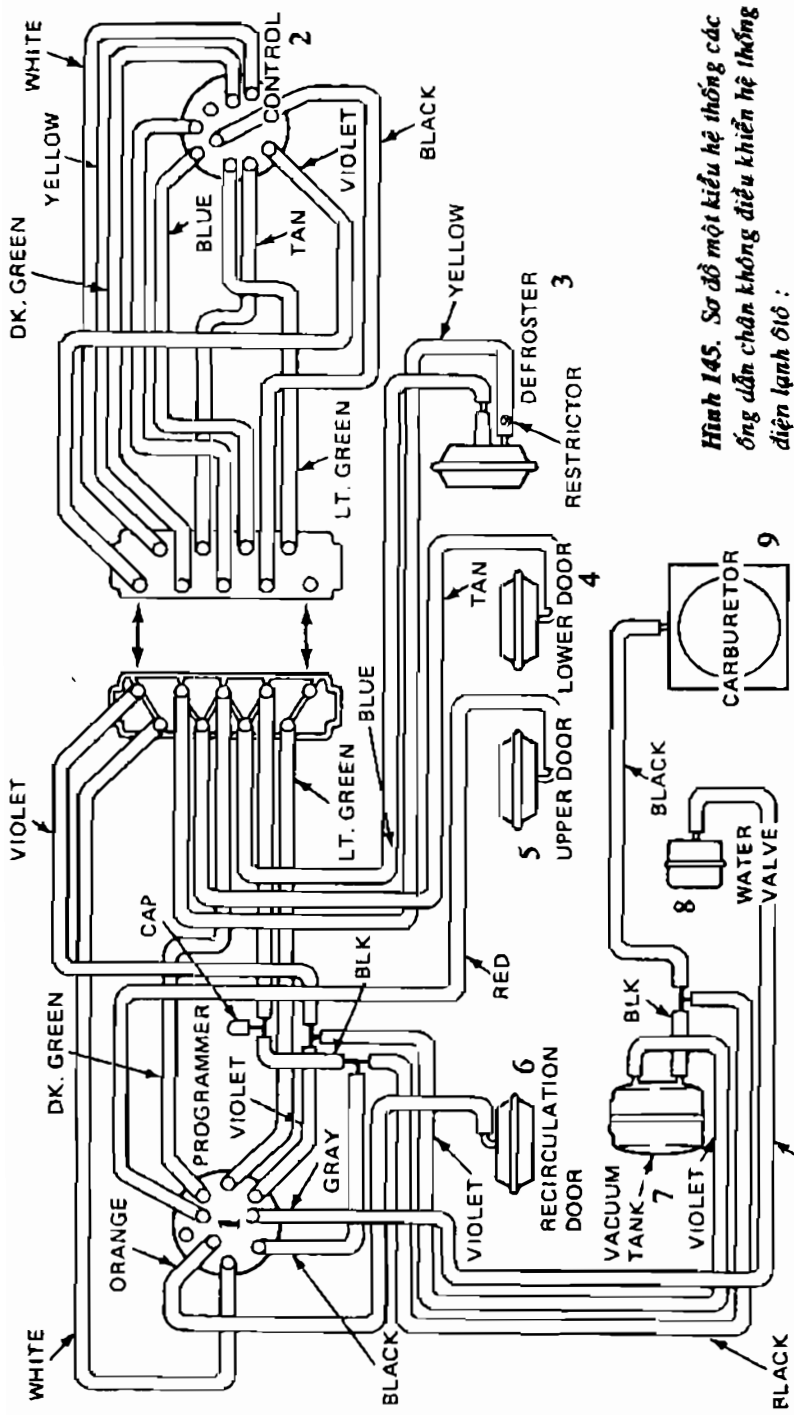 WHITE
YELLOW
DK. GREEN
VIOLET
DK. GREEN
ORANGE
WHITE
CONTROL
2
BLUE
TAN
VIOLET
BLACK
LT. GREEN
YELLOW
DEFROSTER
3
RESTRICTOR
LT. GREEN
BLUE
TAN
LOWER DOOR
4
UPPER DOOR
5
CAP
BLK
RED
PROGRAMMER
1
VIOLET
GRAY
BLACK
VIOLET
RECIRCULATION
DOOR
6
VACUUM
TANK
7
VIOLET
BLK
BLACK
8
WATER
VALVE
CARBURETOR
9
BLACK
Hình 145. Sơ đồ một kiểu hệ thống các
ống dẫn chân không điều khiển hệ thống
điện lạnh ôtô :